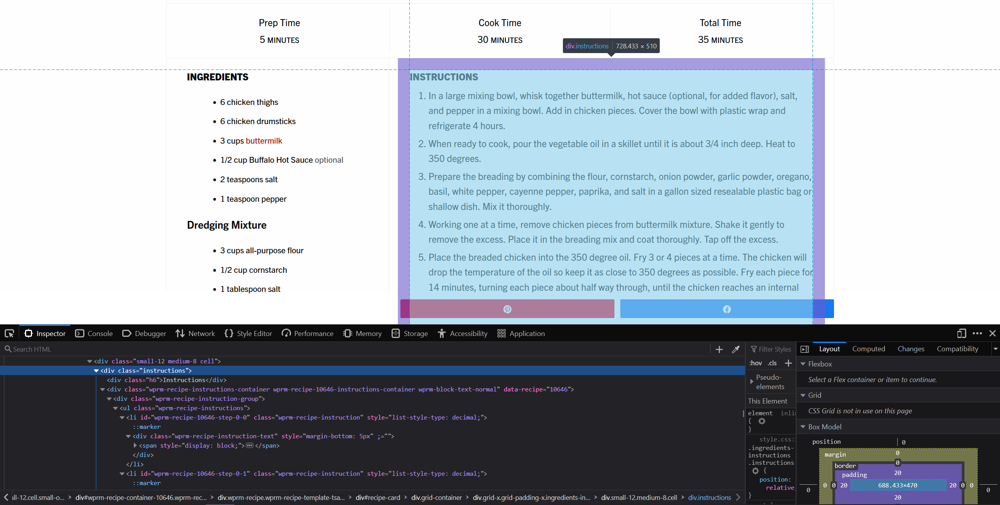 Prep Time
5 MINUTES
Cook Time
30 MINUTES
Total Time
35 MINUTES
div.instructions 728.433 × 510
INGREDIENTS
6 chicken thighs
6 chicken drumsticks
3 cups buttermilk
1/2 cup Buffalo Hot Sauce optional
2 teaspoons salt
1 teaspoon pepper
Dredging Mixture
3 cups all-purpose flour
1/2 cup cornstarch
1 tablespoon salt
INSTRUCTIONS
1. In a large mixing bowl, whisk together buttermilk, hot sauce (optional, for added flavor), salt,
and pepper in a mixing bowl. Add in chicken pieces. Cover the bowl with plastic wrap and
refrigerate 4 hours.
2. When ready to cook, pour the vegetable oil in a skillet until it is about 3/4 inch deep. Heat to
350 degrees.
3. Prepare the breading by combining the flour, cornstarch, onion powder, garlic powder, oregano,
basil, white pepper, cayenne pepper, paprika, and salt in a gallon sized resealable plastic bag or
shallow dish. Mix it thoroughly.
4. Working one at a time, remove chicken pieces from buttermilk mixture. Shake it gently to
remove the excess. Place it in the breading mix and coat thoroughly. Tap off the excess.
5. Place the breaded chicken into the 350 degree oil. Fry 3 or 4 pieces at a time. The chicken will
drop the temperature of the oil so keep it as close to 350 degrees as possible. Fry each piece for
14 minutes, turning each piece about half way through, until the chicken reaches an internal
Inspector Console Debugger Network Style Editor Performance Memory Storage Accessibility Application
Search HTML
<div class="small-12 medium-8 cell">
<div class="instructions">
<div class="h6">Instructions</div>
<div class="wprm-recipe-instructions-container wprm-recipe-10646-instructions-container wprm-block-text-normal" data-recipe="10646">
<div class="wprm-recipe-instruction-group">
<ul class="wprm-recipe-instructions">
<li id="wprm-recipe-10646-step-0-0" class="wprm-recipe-instruction" style="list-style-type: decimal;">
::marker
<div class="wprm-recipe-instruction-text" style="margin-bottom: 5px" ;="">
<span style="display: block;">…</span>
</div>
</li>
<li id="wprm-recipe-10646-step-0-1" class="wprm-recipe-instruction" style="list-style-type: decimal;">
::marker
all-12.cell.small-o... > div#wprm-recipe-container-10646.wprm-rec... > div.wprm-recipe.wprm-recipe-template-tsa... > div#recipe-card > div.grid-container > div.grid-x.grid-padding-x.ingredients-in... > div.small-12.medium-8.cell > div.instructions
Filter Styles
:hov .cls +
Pseudo-
elements
This Element
element inli
{
}
style.css:
.ingredients-
instructions
.instructions
{
position:
relative
}
Layout Computed Changes Compatibility
Flexbox
Select a Flex container or item to continue.
Grid
CSS Grid is not in use on this page
Box Model
position 0
margin 0
border 0
padding 20
0 0 0 20 688.433×470 20 0 0 0
20